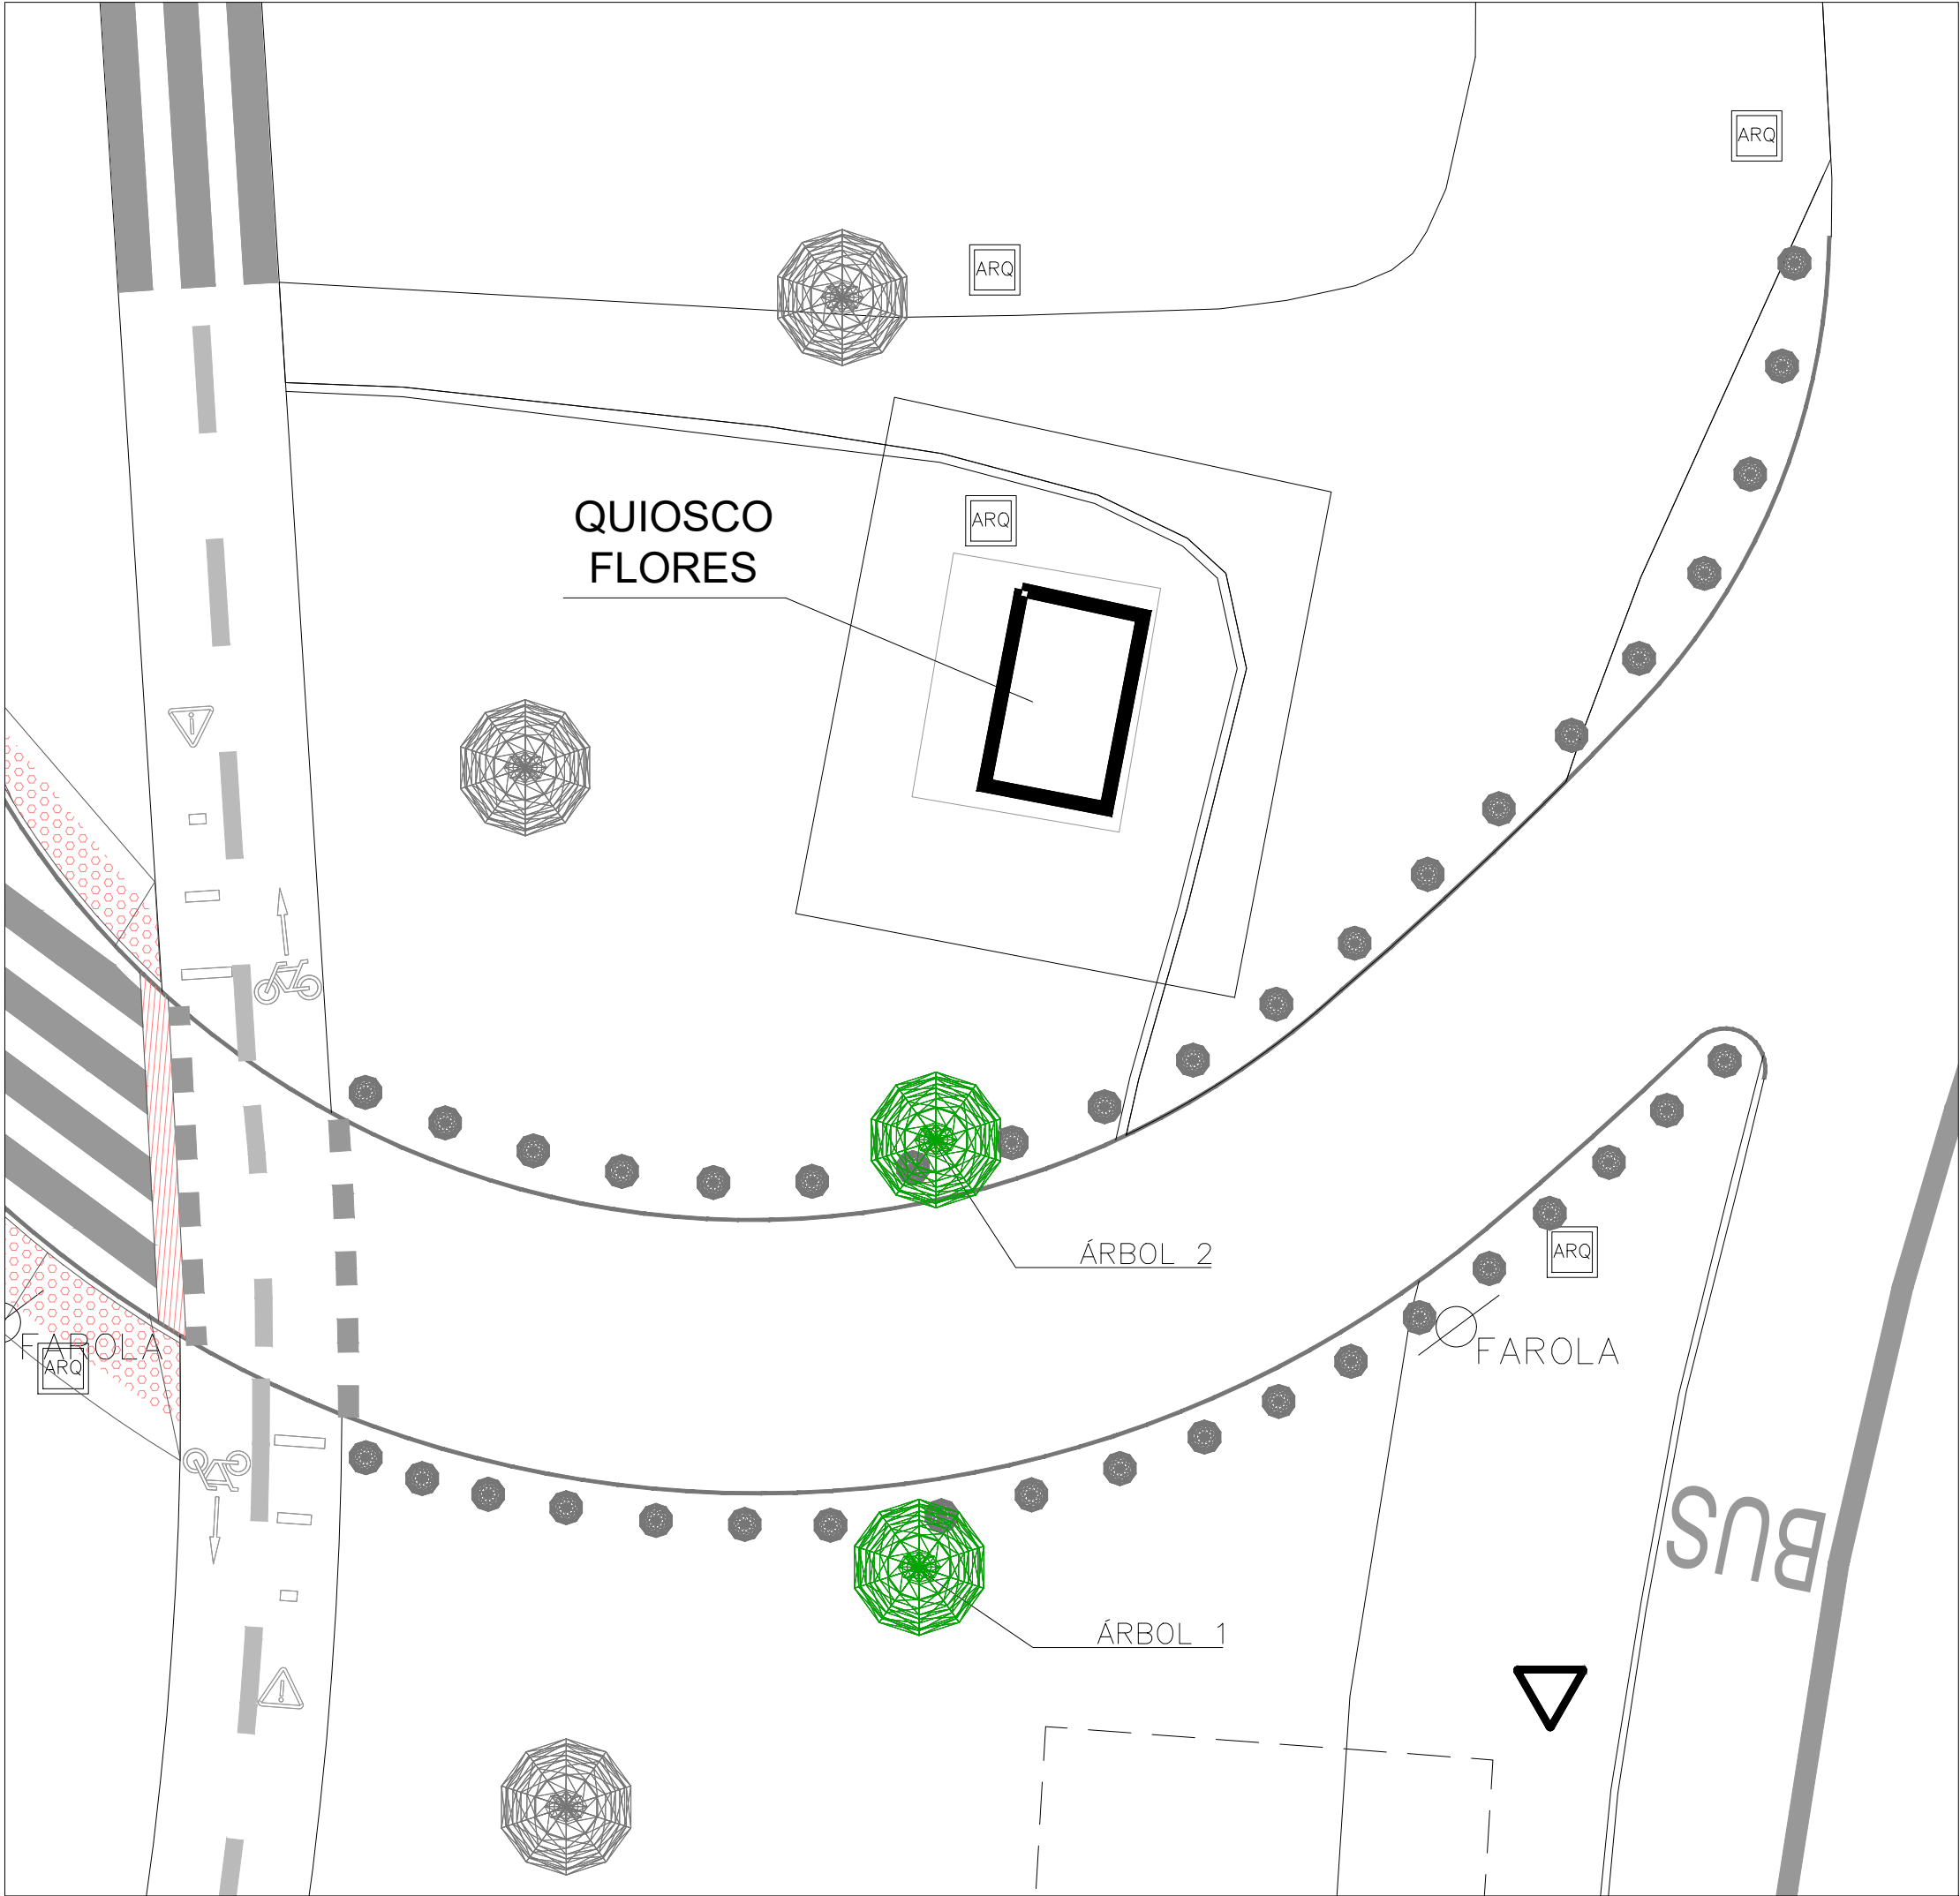 ARQ
ARQ
QUIOSCO
FLORES
ARQ
ÁRBOL 2
ARQ
FAROLA
FAROLA
ARQ
BUS
ÁRBOL 1